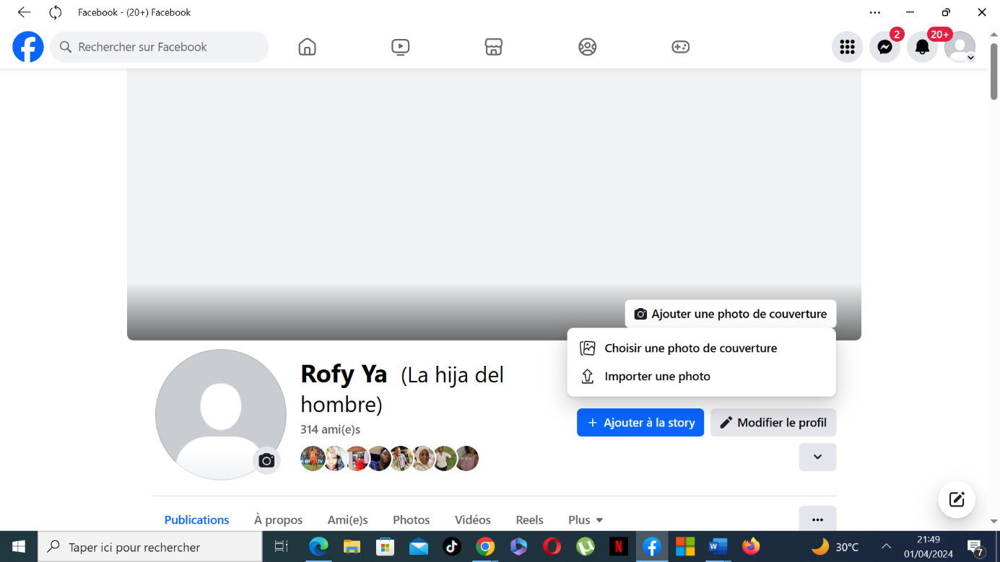 Facebook - (20+) Facebook
Rechercher sur Facebook
2
20+
Ajouter une photo de couverture
Choisir une photo de couverture
Importer une photo
Rofy Ya (La hija del
hombre)
314 ami(e)s
+ Ajouter à la story
Modifier le profil
Publications
À propos
Ami(e)s
Photos
Vidéos
Reels
Plus
Taper ici pour rechercher
30°C
21:49
01/04/2024
7